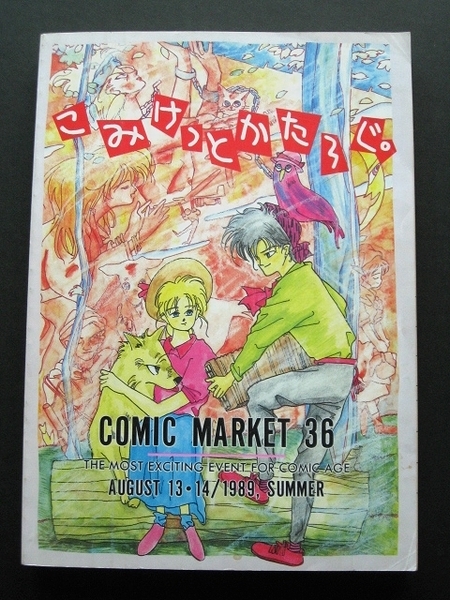 こみけっとかたろぐ。
COMIC MARKET 36
THE MOST EXCITING EVENT FOR COMIC AGE
AUGUST 13・14/1989, SUMMER